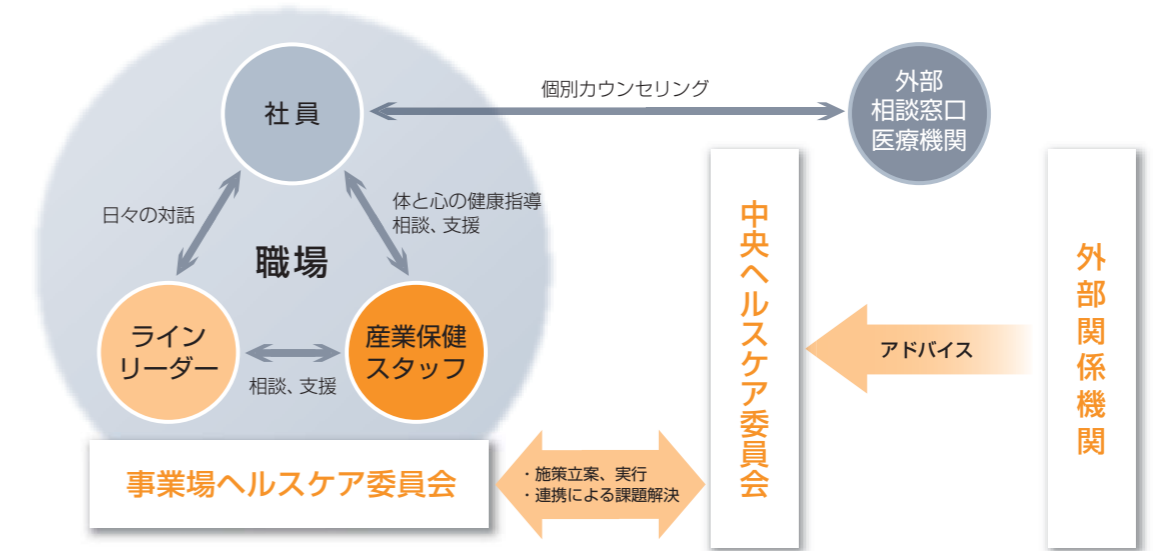 社員
個別カウンセリング
外部
相談窓口
医療機関
日々の対話
体と心の健康指導
相談、支援
職場
ライン
リーダー
産業保健
スタッフ
相談、支援
事業場ヘルスケア委員会
・施策立案、実行
・連携による課題解決
中央ヘルスケア委員会
アドバイス
外部関係機関